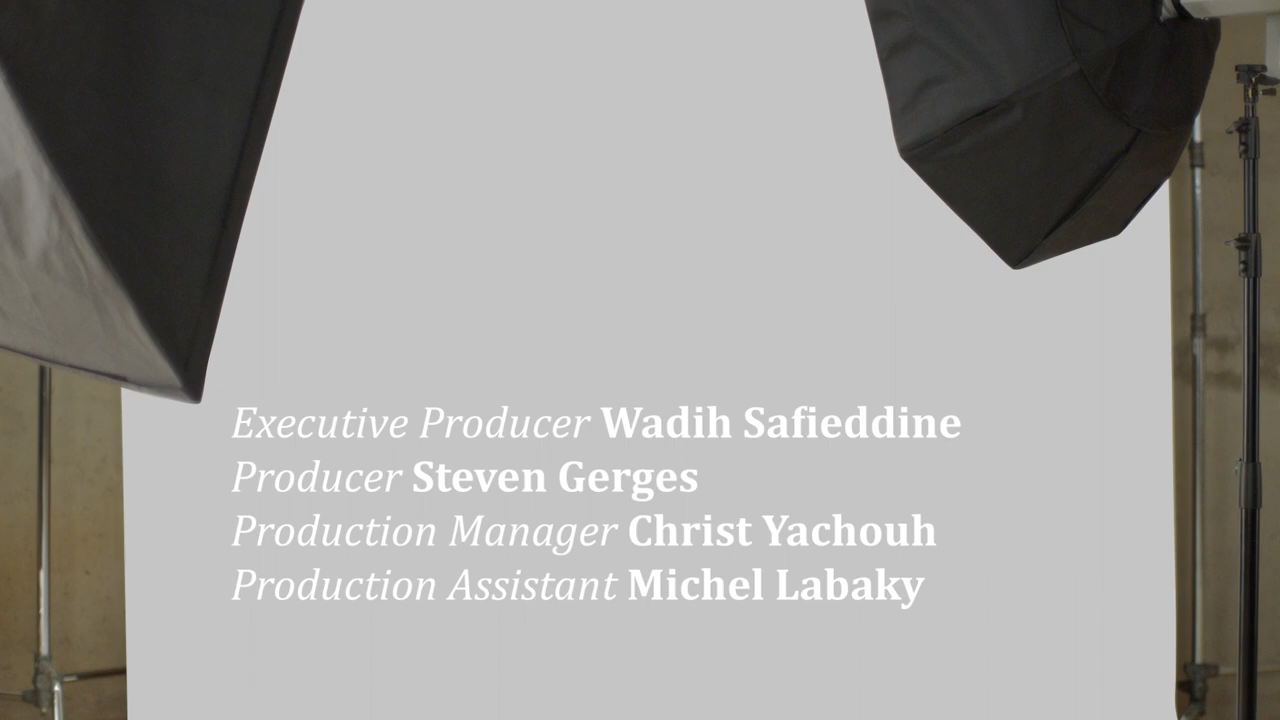 Executive Producer Wadih Safieddine
Producer Steven Gerges
Production Manager Christ Yachouh
Production Assistant Michel Labaky